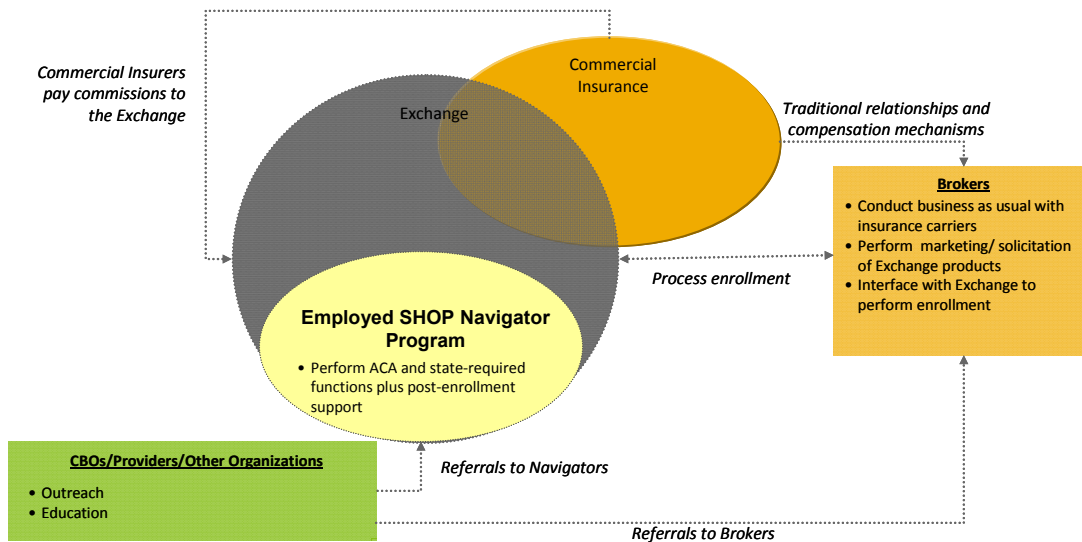 Commercial Insurers
pay commissions to
the Exchange
Commercial
Insurance
Exchange
Traditional relationships and
compensation mechanisms
Brokers
• Conduct business as usual with
insurance carriers
• Perform marketing/ solicitation
of Exchange products
• Interface with Exchange to
perform enrollment
Process enrollment
Employed SHOP Navigator
Program
• Perform ACA and state-required
functions plus post-enrollment
support
CBOs/Providers/Other Organizations
• Outreach
• Education
Referrals to Navigators
Referrals to Brokers